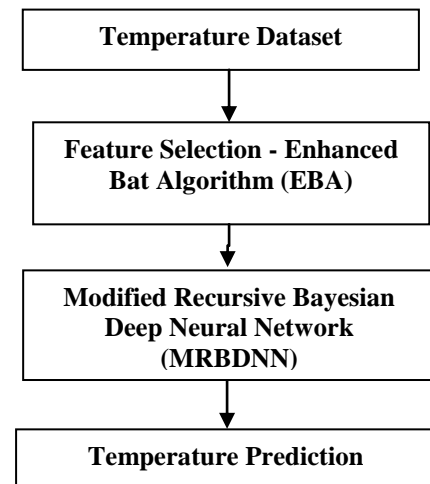 Temperature Dataset
Feature Selection - Enhanced
Bat Algorithm (EBA)
Modified Recursive Bayesian
Deep Neural Network
(MRBDNN)
Temperature Prediction